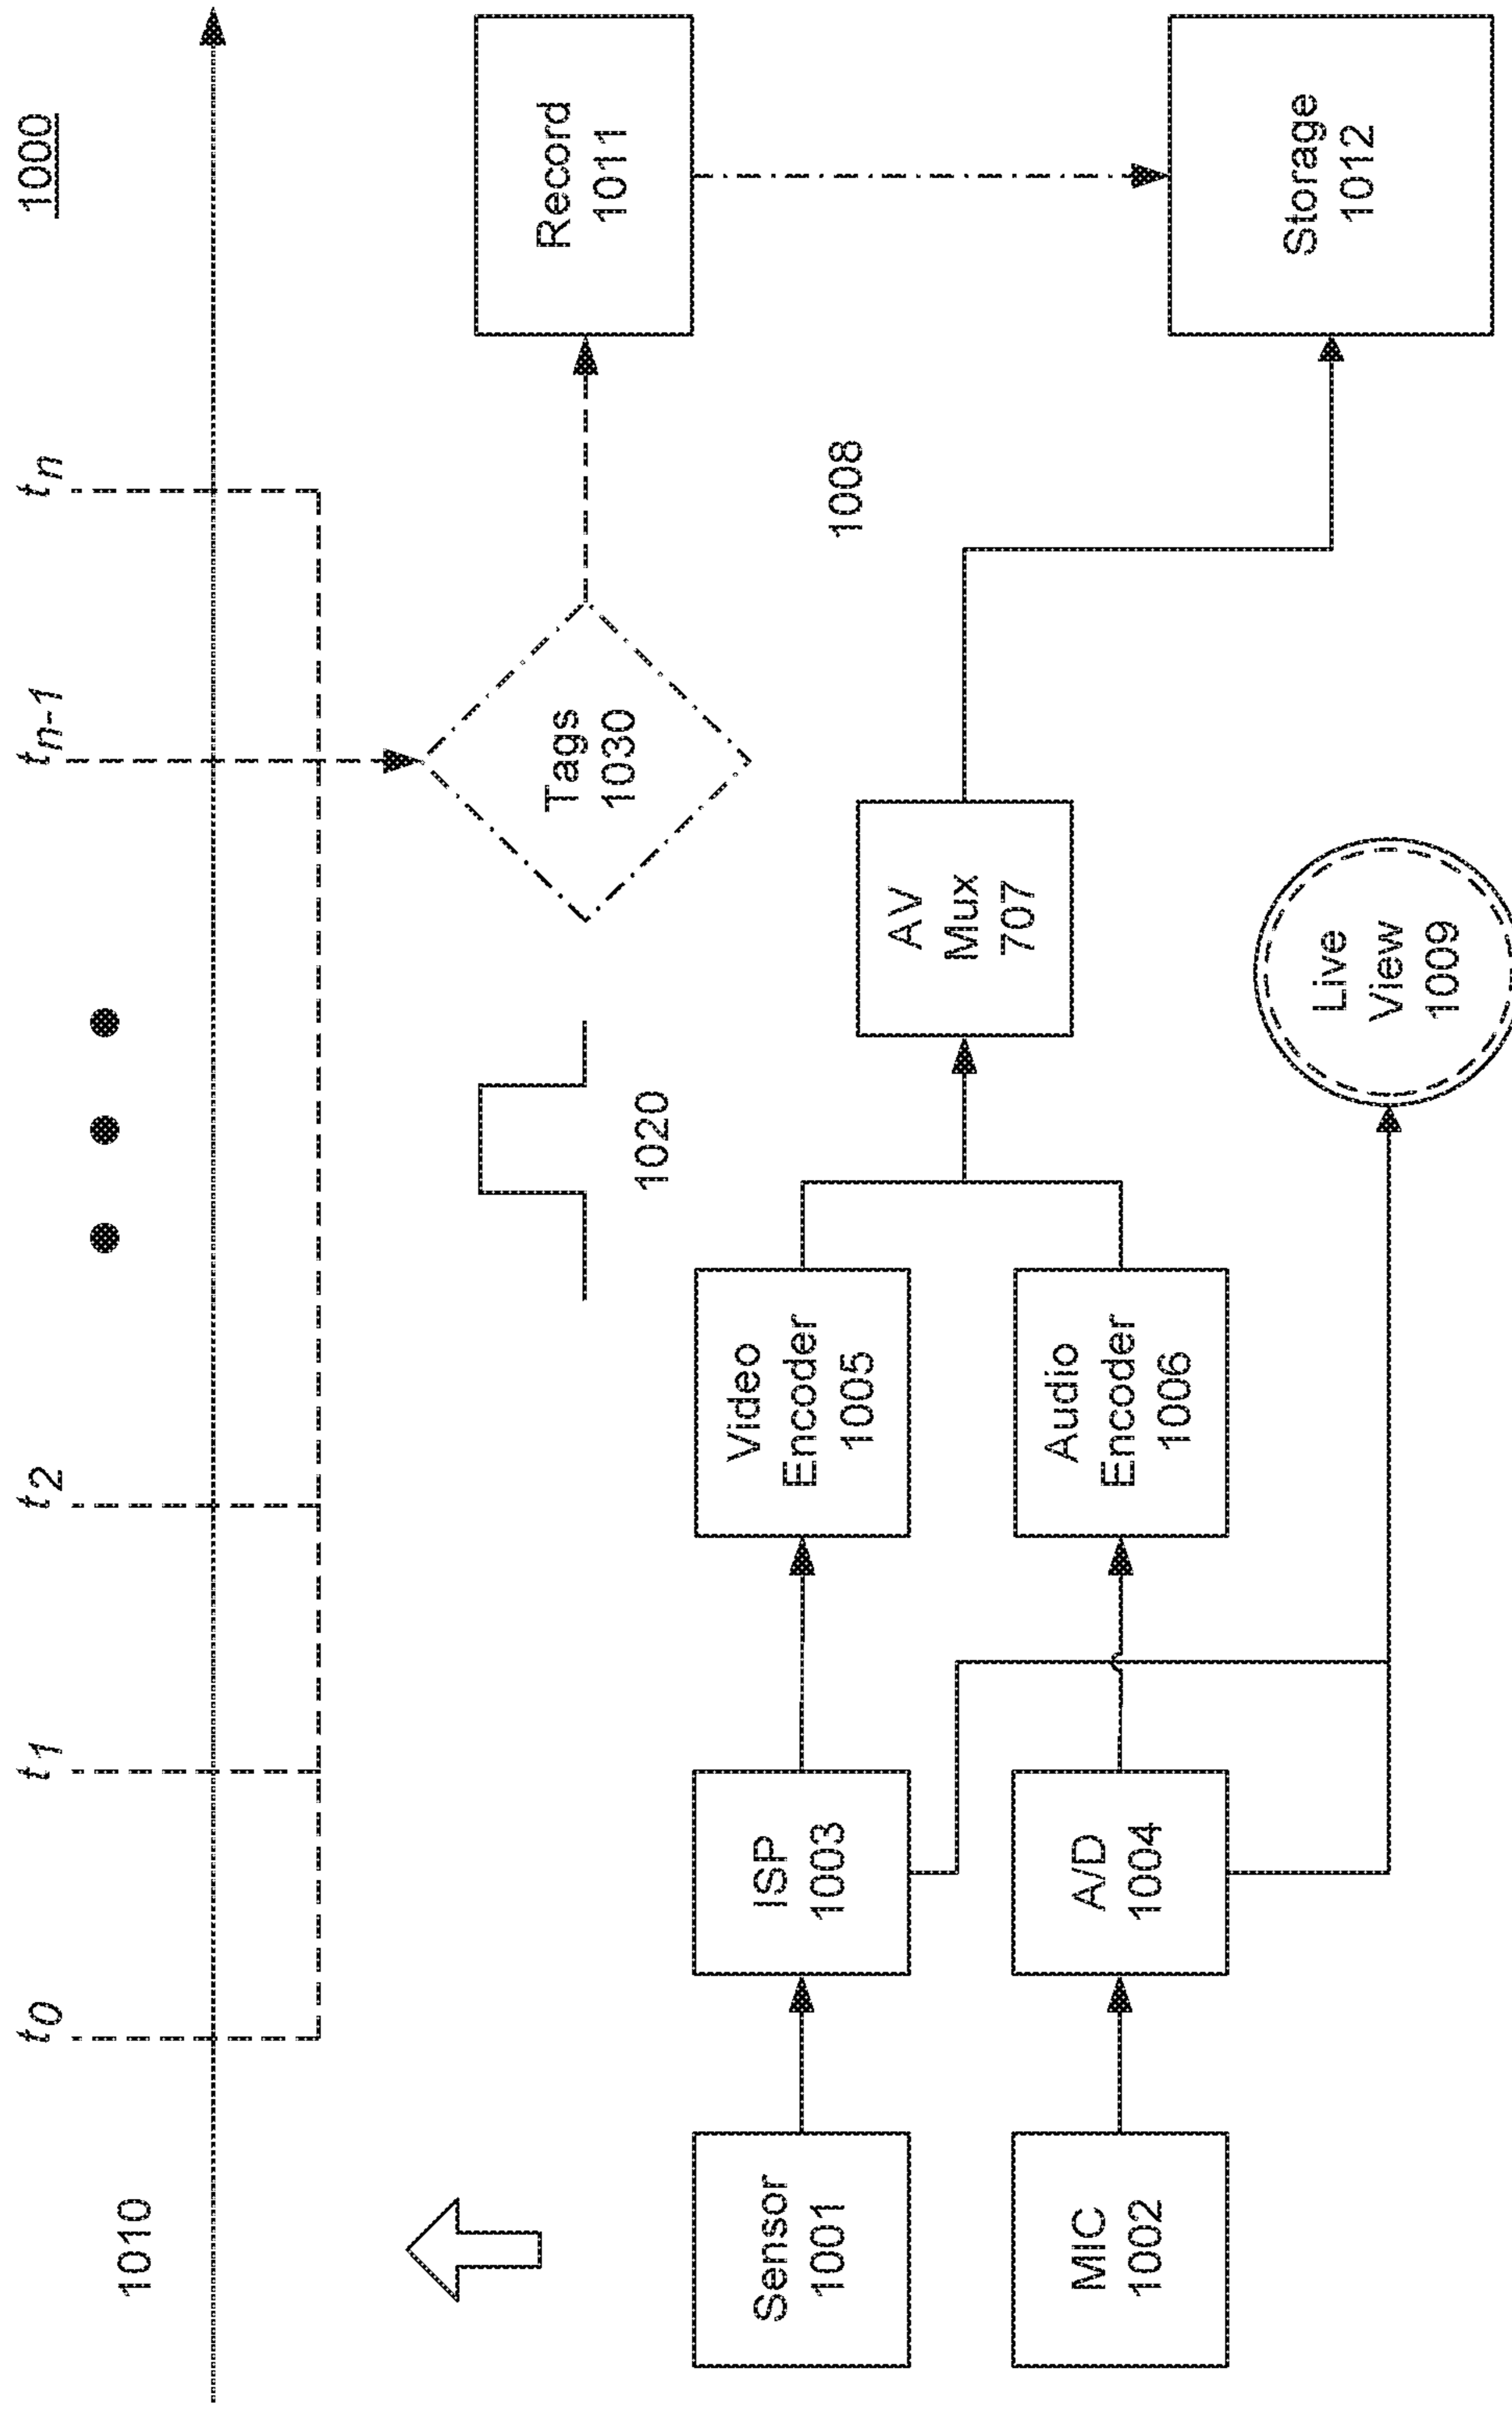 1000
1010
t0
t1
t2
tn-1
tn
Tags
1030
Record
1011
1020
1008
Sensor
1001
ISP
1003
Video
Encoder
1005
AV
Mux
707
MIC
1002
A/D
1004
Audio
Encoder
1006
Live
View
1009
Storage
1012